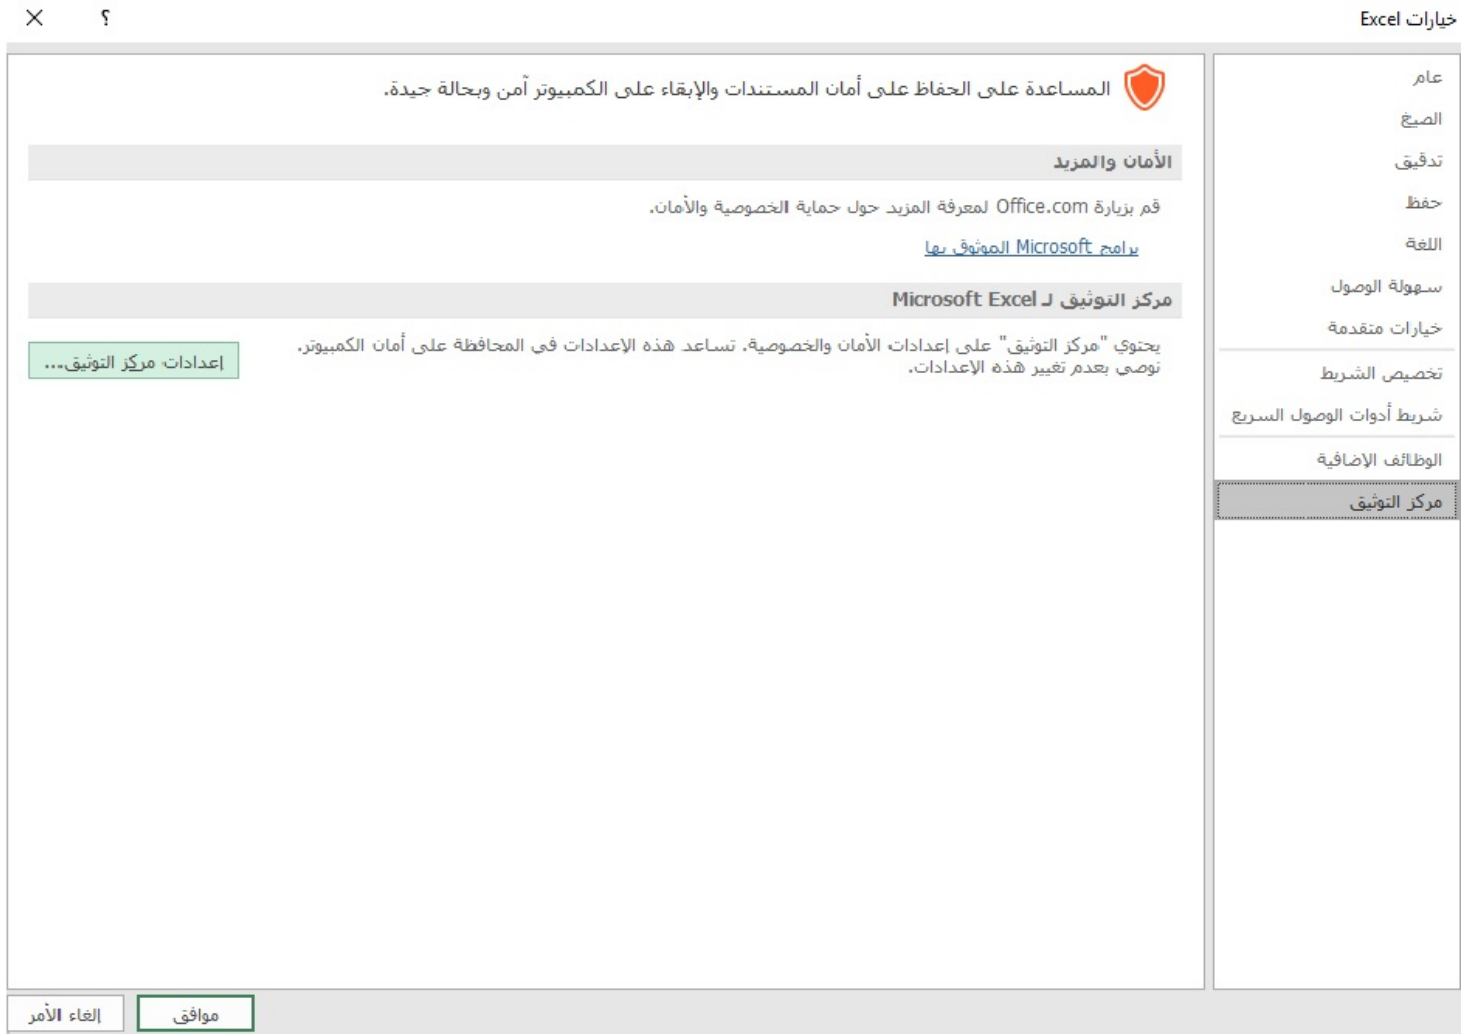 خيارات Excel
؟
عام
الصيغ
تدقيق
حفظ
اللغة
سهولة الوصول
خيارات متقدمة
تخصيص الشريط
شريط أدوات الوصول السريع
الوظائف الإضافية
مركز التوثيق
المساعدة على الحفاظ على أمان المستندات والإبقاء على الكمبيوتر آمن وبحالة جيدة.
الأمان والمزيد
قم بزيارة Office.com لمعرفة المزيد حول حماية الخصوصية والأمان.
برامج Microsoft الموثوق بها
مركز التوثيق لـ Microsoft Excel
يحتوي "مركز التوثيق" على إعدادات الأمان والخصوصية. تساعد هذه الإعدادات في المحافظة على أمان الكمبيوتر.
نوصي بعدم تغيير هذه الإعدادات.
إعدادات مركز التوثيق...
موافق
إلغاء الأمر